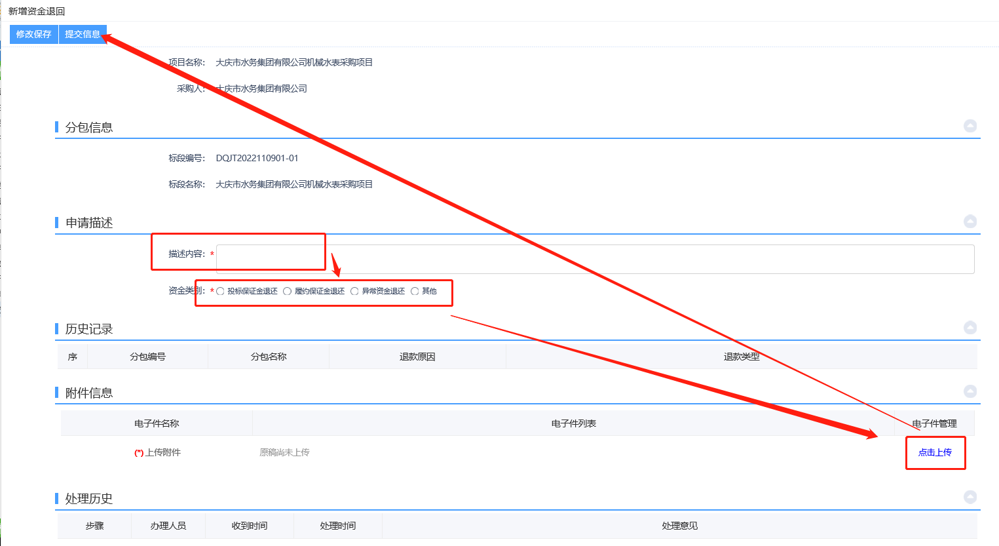 新增资金退回
修改保存 提交信息
项目名称： 大庆市水务集团有限公司机械水表采购项目
采购人： 大庆市水务集团有限公司
分包信息
标段编号： DQJT2022110901-01
标段名称： 大庆市水务集团有限公司机械水表采购项目
申请描述
描述内容： *
资金类别： * 投标保证金退还 履约保证金退还 异常资金退还 其他
历史记录
序 分包编号 分包名称 退款原因 退款类型
附件信息
电子件名称 电子件列表 电子件管理
(*) 上传附件 原稿尚未上传 点击上传
处理历史
步骤 办理人员 收到时间 处理时间 处理意见